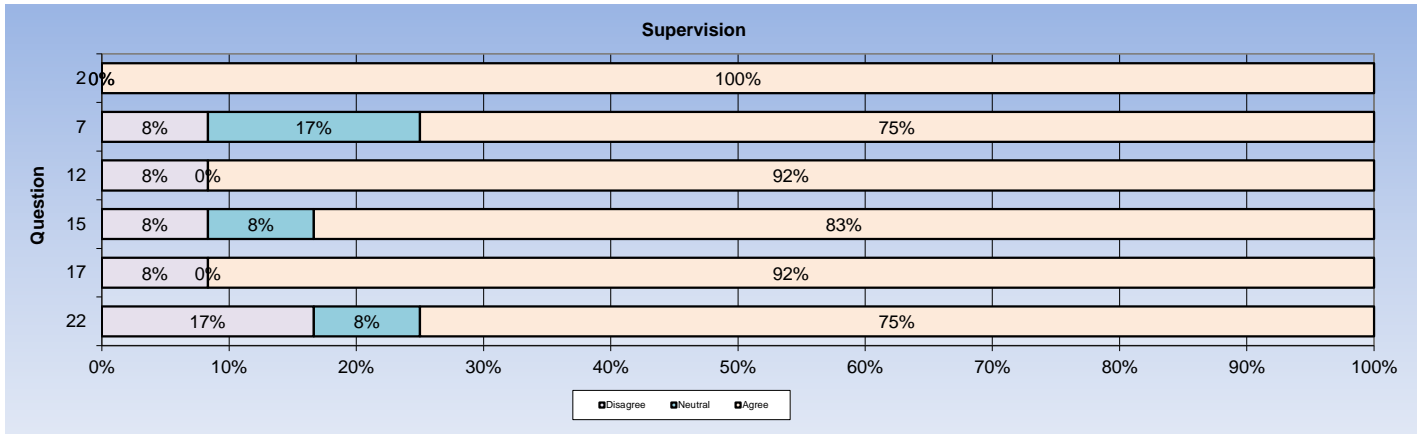 Supervision
2 0% 100%
7 8% 17% 75%
12 8% 0% 92%
15 8% 8% 83%
17 8% 0% 92%
22 17% 8% 75%
Question
0% 10% 20% 30% 40% 50% 60% 70% 80% 90% 100%
Disagree Neutral Agree